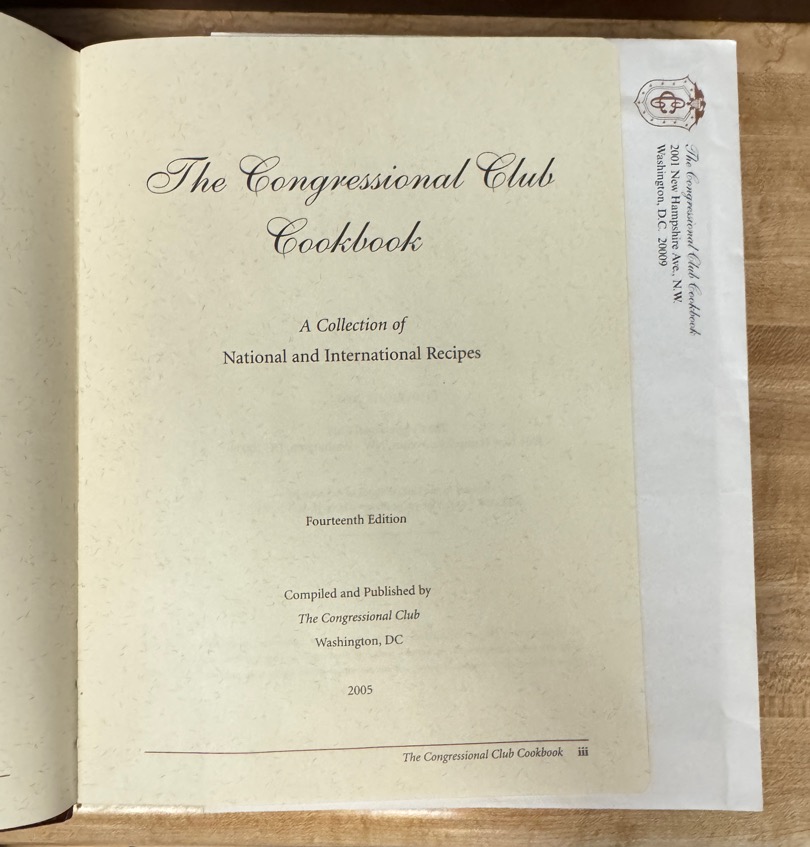 The Congressional Club
Cookbook
A Collection of
National and International Recipes
Fourteenth Edition
Compiled and Published by
The Congressional Club
Washington, DC
2005
The Congressional Club Cookbook iii
The Congressional Club Cookbook
2001 New Hampshire Ave., N.W.
Washington, D.C. 20009